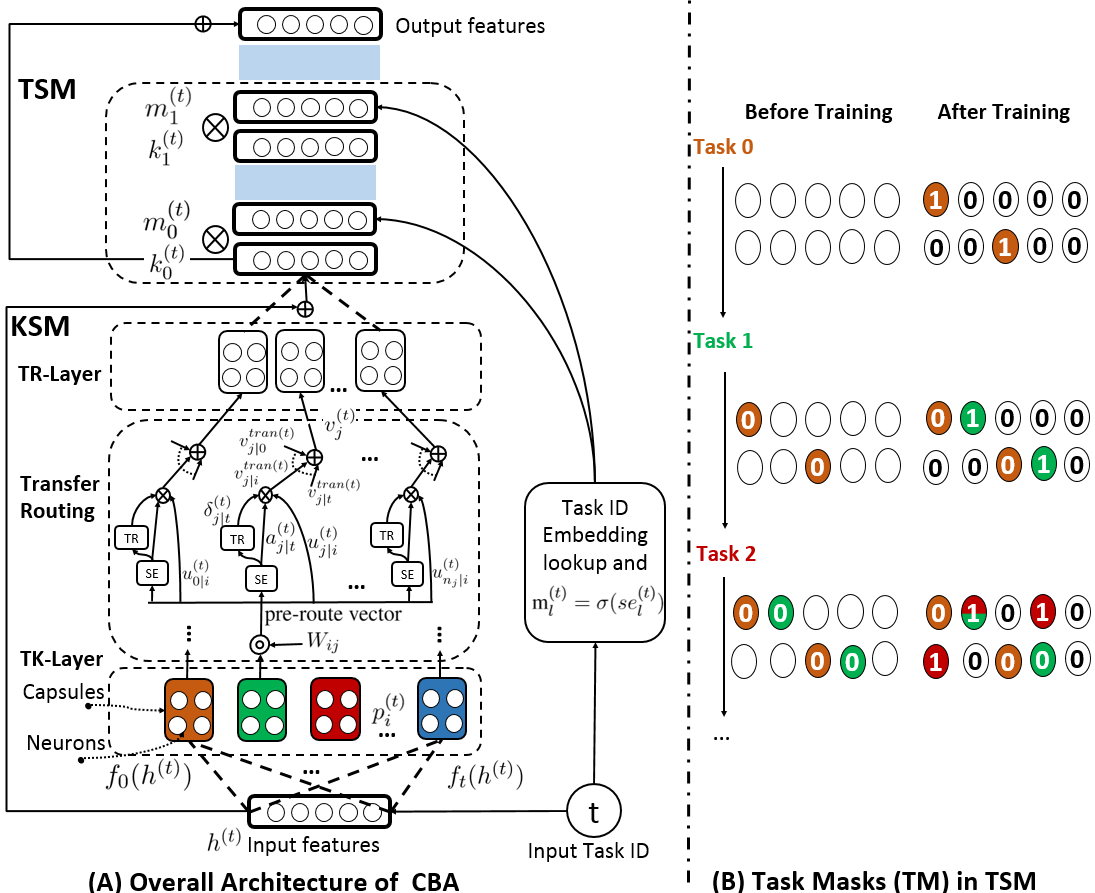 Output features
TSM
m_1^{(t)}
⊗
k_1^{(t)}
m_0^{(t)}
⊗
k_0^{(t)}
KSM
TR-Layer
...
v_j^{(t)}
v_{j|0}^{tran(t)}
v_{j|i}^{tran(t)}
v_{j|t}^{tran(t)}
...
Transfer
Routing
δ_{j|t}^{(t)}
TR TR TR
a_{j|t}^{(t)}
u_{j|i}^{(t)}
SE SE SE
u_{0|i}^{(t)}
u_{n_j|i}^{(t)}
...
pre-route vector
W_{ij}
TK-Layer
Capsules
p_i^{(t)}
...
Neurons
f_0(h^{(t)}) ... f_t(h^{(t)})
h^{(t)} Input features
Task ID
Embedding
lookup and
m_l^{(t)} = σ(se_l^{(t)})
t
Input Task ID
(A) Overall Architecture of CBA
Before Training After Training
Task 0
1 0 0 0 0
0 0 1 0 0
Task 1
0 0 1 0 0 0
0 0 0 0 1 0
Task 2
0 0 0 1 0 1 0
0 0 1 0 0 0 0
...
(B) Task Masks (TM) in TSM